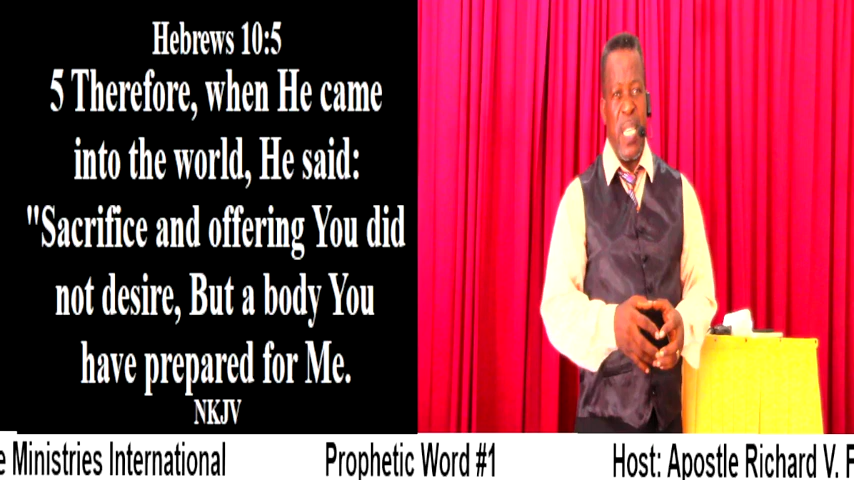 Hebrews 10:5
5 Therefore, when He came
into the world, He said:
"Sacrifice and offering You did
not desire, But a body You
have prepared for Me.
NKJV
Ministries International Prophetic Word #1 Host: Apostle Richard V.